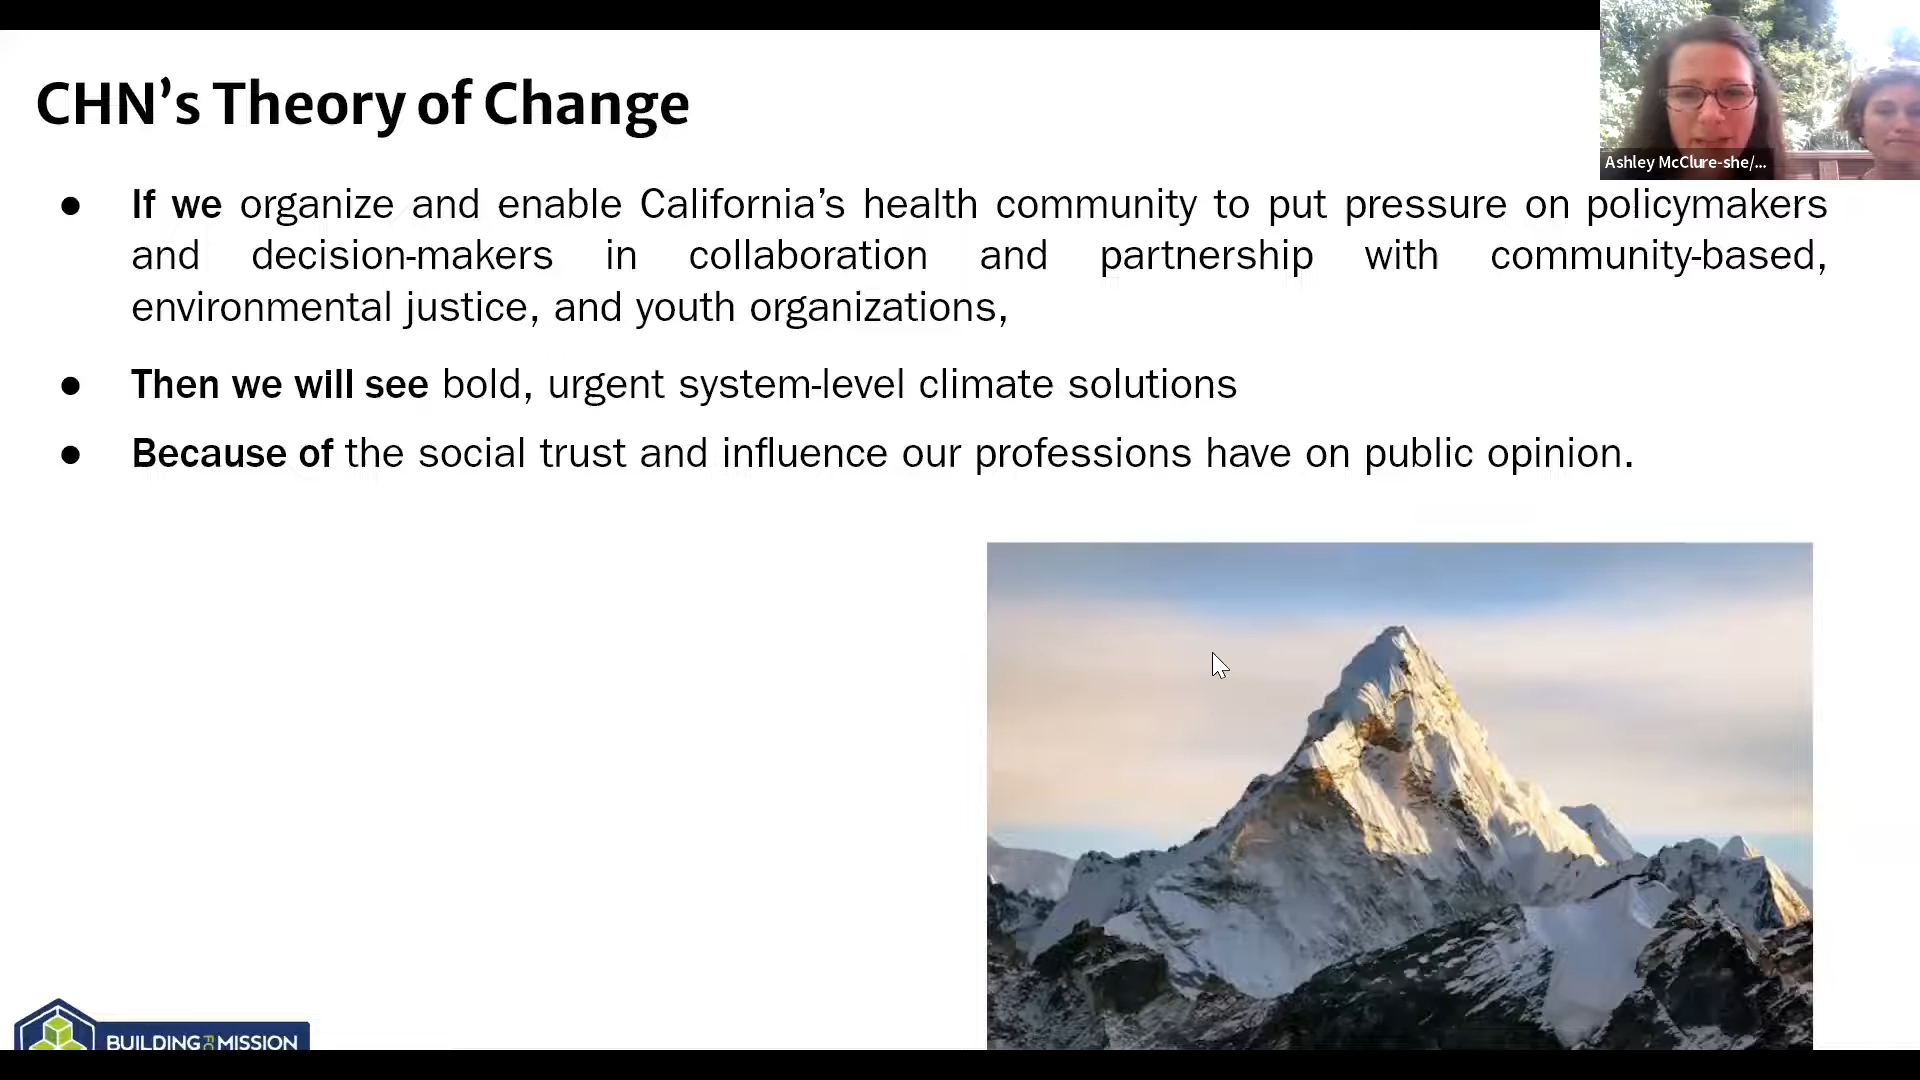 CHN’s Theory of Change
Ashley McClure-she/...
● If we organize and enable California’s health community to put pressure on policymakers
and decision-makers in collaboration and partnership with community-based,
environmental justice, and youth organizations,
● Then we will see bold, urgent system-level climate solutions
● Because of the social trust and influence our professions have on public opinion.
BUILDING FOR MISSION